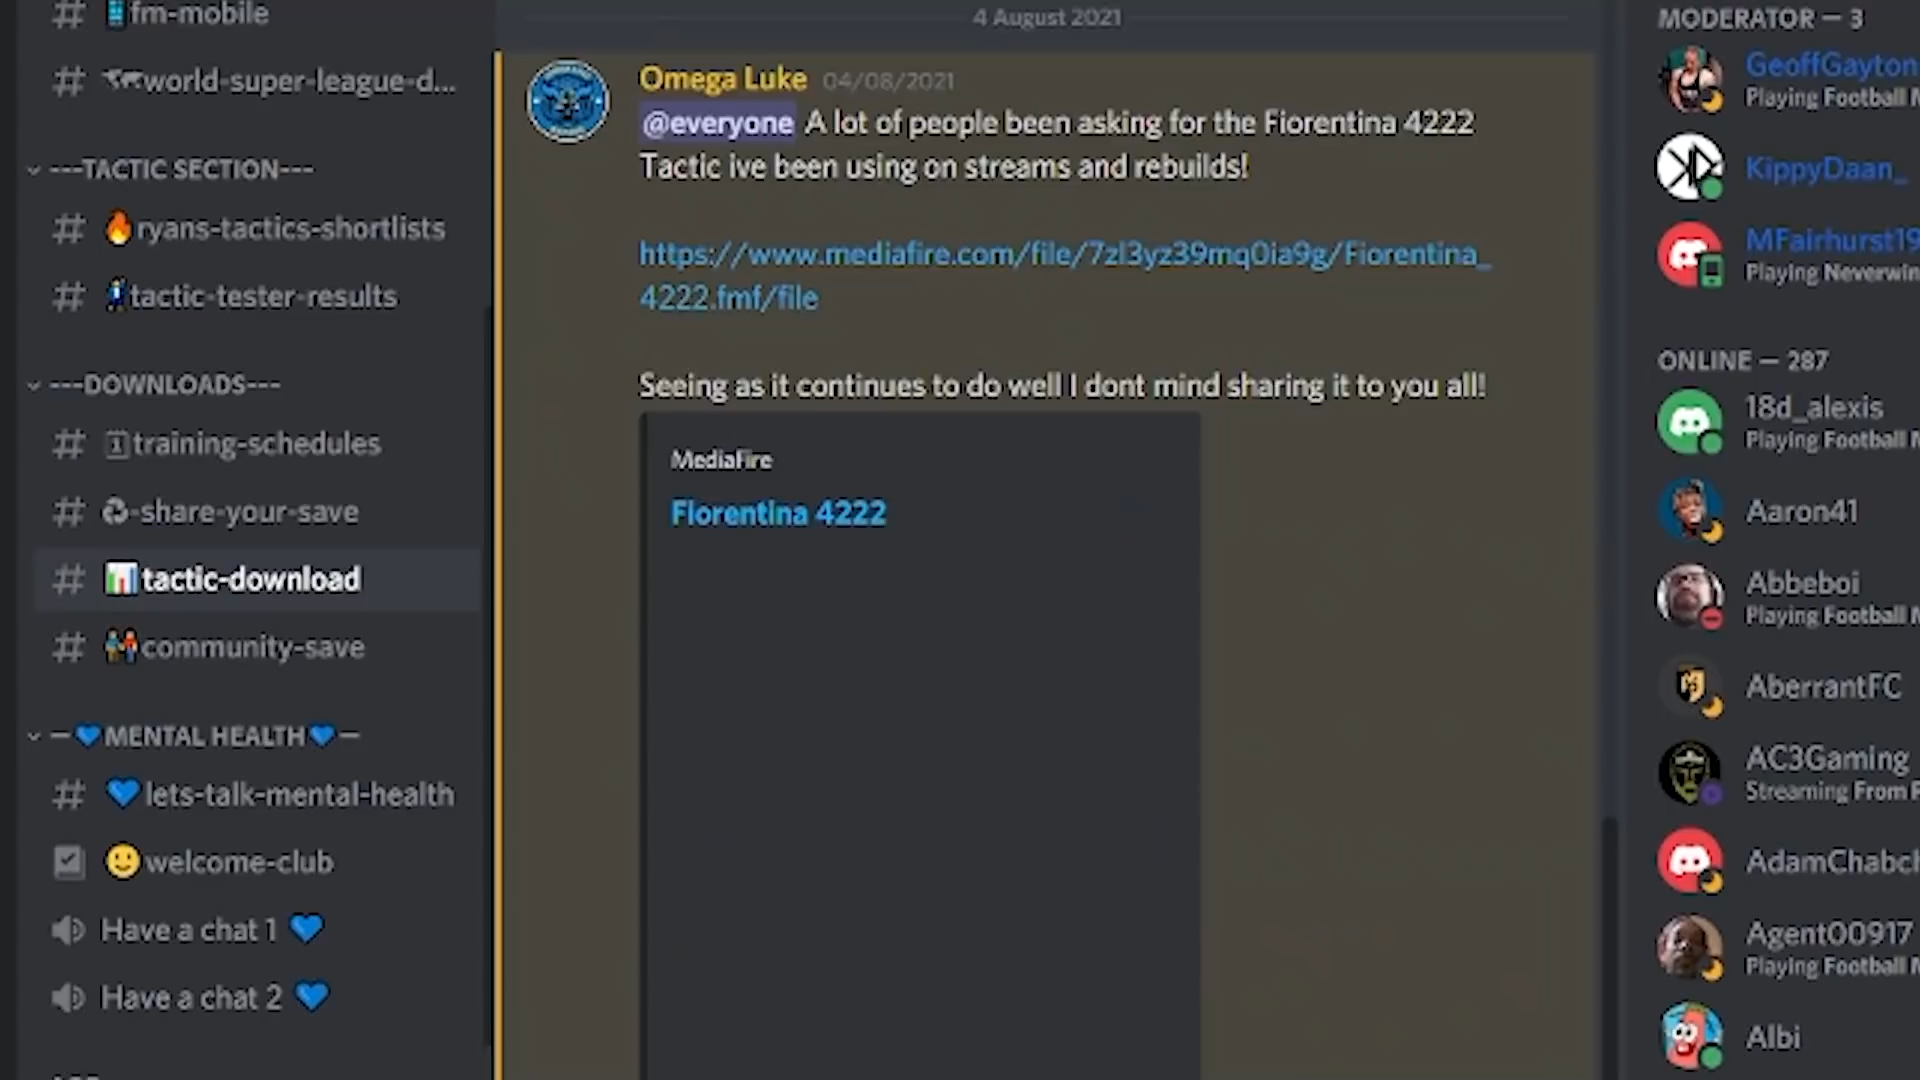 fm-mobile
world-super-league-d...
---TACTIC SECTION---
ryans-tactics-shortlists
tactic-tester-results
---DOWNLOADS---
training-schedules
-share-your-save
tactic-download
community-save
—💙MENTAL HEALTH💙—
💙lets-talk-mental-health
welcome-club
Have a chat 1 💙
Have a chat 2 💙
4 August 2021
Omega Luke 04/08/2021
@everyone A lot of people been asking for the Fiorentina 4222
Tactic ive been using on streams and rebuilds!
https://www.mediafire.com/file/7zl3yz39mq0ia9g/Fiorentina_
4222.fmf/file
Seeing as it continues to do well I dont mind sharing it to you all!
MediaFire
Fiorentina 4222
MODERATOR — 3
GeoffGayton
Playing Football M
KippyDaan_
MFairhurst19
Playing Neverwin
ONLINE — 287
18d_alexis
Playing Football M
Aaron41
Abbeboi
Playing Football M
AberrantFC
AC3Gaming
Streaming From F
AdamChabch
Agent00917
Playing Football M
Albi